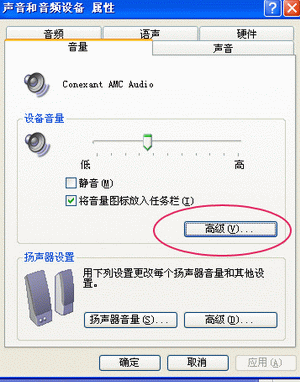 声音和音频设备 属性
音频 语声 硬件
音量 声音
Conexant AMC Audio
设备音量
低 高
静音(M)
将音量图标放入任务栏(I)
高级(V)...
扬声器设置
用下列设置更改每个扬声器音量和其他设
置。
扬声器音量(S)... 高级(D)...
确定 取消 应用(A)